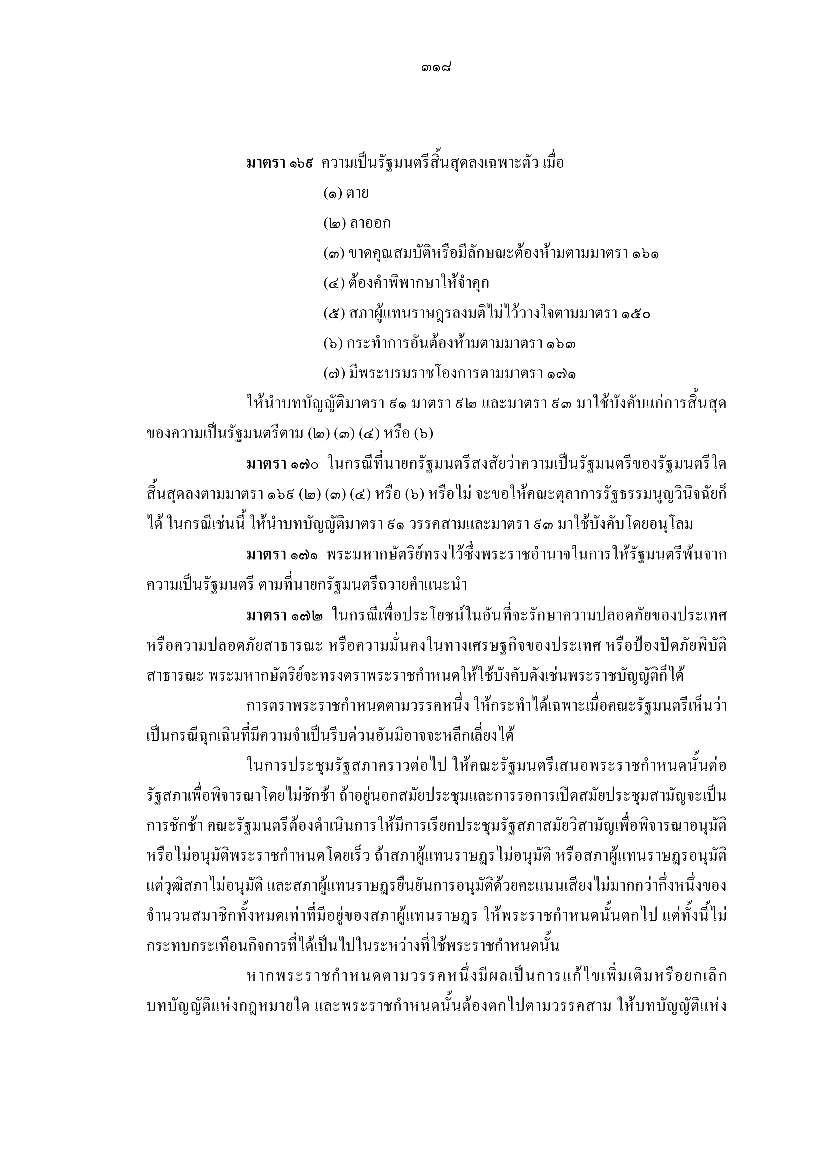 ๓๑๘
มาตรา ๑๖๙ ความเป็นรัฐมนตรีสิ้นสุดลงเฉพาะตัว เมื่อ
(๑) ตาย
(๒) ลาออก
(๓) ขาดคุณสมบัติหรือมีลักษณะต้องห้ามตามมาตรา ๑๖๑
(๔) ต้องคำพิพากษาให้จำคุก
(๕) สภาผู้แทนราษฎรลงมติไม่ไว้วางใจตามมาตรา ๑๕๐
(๖) กระทำการอันต้องห้ามตามมาตรา ๑๖๓
(๗) มีพระบรมราชโองการตามมาตรา ๑๗๑
ให้นำบทบัญญัติมาตรา ๙๑ มาตรา ๙๒ และมาตรา ๙๓ มาใช้บังคับแก่การสิ้นสุด
ของความเป็นรัฐมนตรีตาม (๒) (๓) (๔) หรือ (๖)
มาตรา ๑๗๐ ในกรณีที่นายกรัฐมนตรีสงสัยว่าความเป็นรัฐมนตรีของรัฐมนตรีใด
สิ้นสุดลงตามมาตรา ๑๖๙ (๒) (๓) (๔) หรือ (๖) หรือไม่ จะขอให้คณะตุลาการรัฐธรรมนูญวินิจฉัยก็
ได้ ในกรณีเช่นนี้ ให้นำบทบัญญัติมาตรา ๙๑ วรรคสามและมาตรา ๙๓ มาใช้บังคับโดยอนุโลม
มาตรา ๑๗๑ พระมหากษัตริย์ทรงไว้ซึ่งพระราชอำนาจในการให้รัฐมนตรีพ้นจาก
ความเป็นรัฐมนตรี ตามที่นายกรัฐมนตรีถวายคำแนะนำ
มาตรา ๑๗๒ ในกรณีเพื่อประโยชน์ในอันที่จะรักษาความปลอดภัยของประเทศ
หรือความปลอดภัยสาธารณะ หรือความมั่นคงในทางเศรษฐกิจของประเทศ หรือป้องปัดภัยพิบัติ
สาธารณะ พระมหากษัตริย์จะทรงตราพระราชกำหนดให้ใช้บังคับดังเช่นพระราชบัญญัติก็ได้
การตราพระราชกำหนดตามวรรคหนึ่ง ให้กระทำได้เฉพาะเมื่อคณะรัฐมนตรีเห็นว่า
เป็นกรณีฉุกเฉินที่มีความจำเป็นรีบด่วนอันมิอาจจะหลีกเลี่ยงได้
ในการประชุมรัฐสภาคราวต่อไป ให้คณะรัฐมนตรีเสนอพระราชกำหนดนั้นต่อ
รัฐสภาเพื่อพิจารณาโดยไม่ชักช้า ถ้าอยู่นอกสมัยประชุมและการรอการเปิดสมัยประชุมสามัญจะเป็น
การชักช้า คณะรัฐมนตรีต้องดำเนินการให้มีการเรียกประชุมรัฐสภาสมัยวิสามัญเพื่อพิจารณาอนุมัติ
หรือไม่อนุมัติพระราชกำหนดโดยเร็ว ถ้าสภาผู้แทนราษฎรไม่อนุมัติ หรือสภาผู้แทนราษฎรอนุมัติ
แต่วุฒิสภาไม่อนุมัติ และสภาผู้แทนราษฎรยืนยันการอนุมัติด้วยคะแนนเสียงไม่มากกว่ากึ่งหนึ่งของ
จำนวนสมาชิกทั้งหมดเท่าที่มีอยู่ของสภาผู้แทนราษฎร ให้พระราชกำหนดนั้นตกไป แต่ทั้งนี้ไม่
กระทบกระเทือนกิจการที่ได้เป็นไปในระหว่างที่ใช้พระราชกำหนดนั้น
หากพระราชกำหนดตามวรรคหนึ่งมีผลเป็นการแก้ไขเพิ่มเติมหรือยกเลิก
บทบัญญัติแห่งกฎหมายใด และพระราชกำหนดนั้นต้องตกไปตามวรรคสาม ให้บทบัญญัติแห่ง